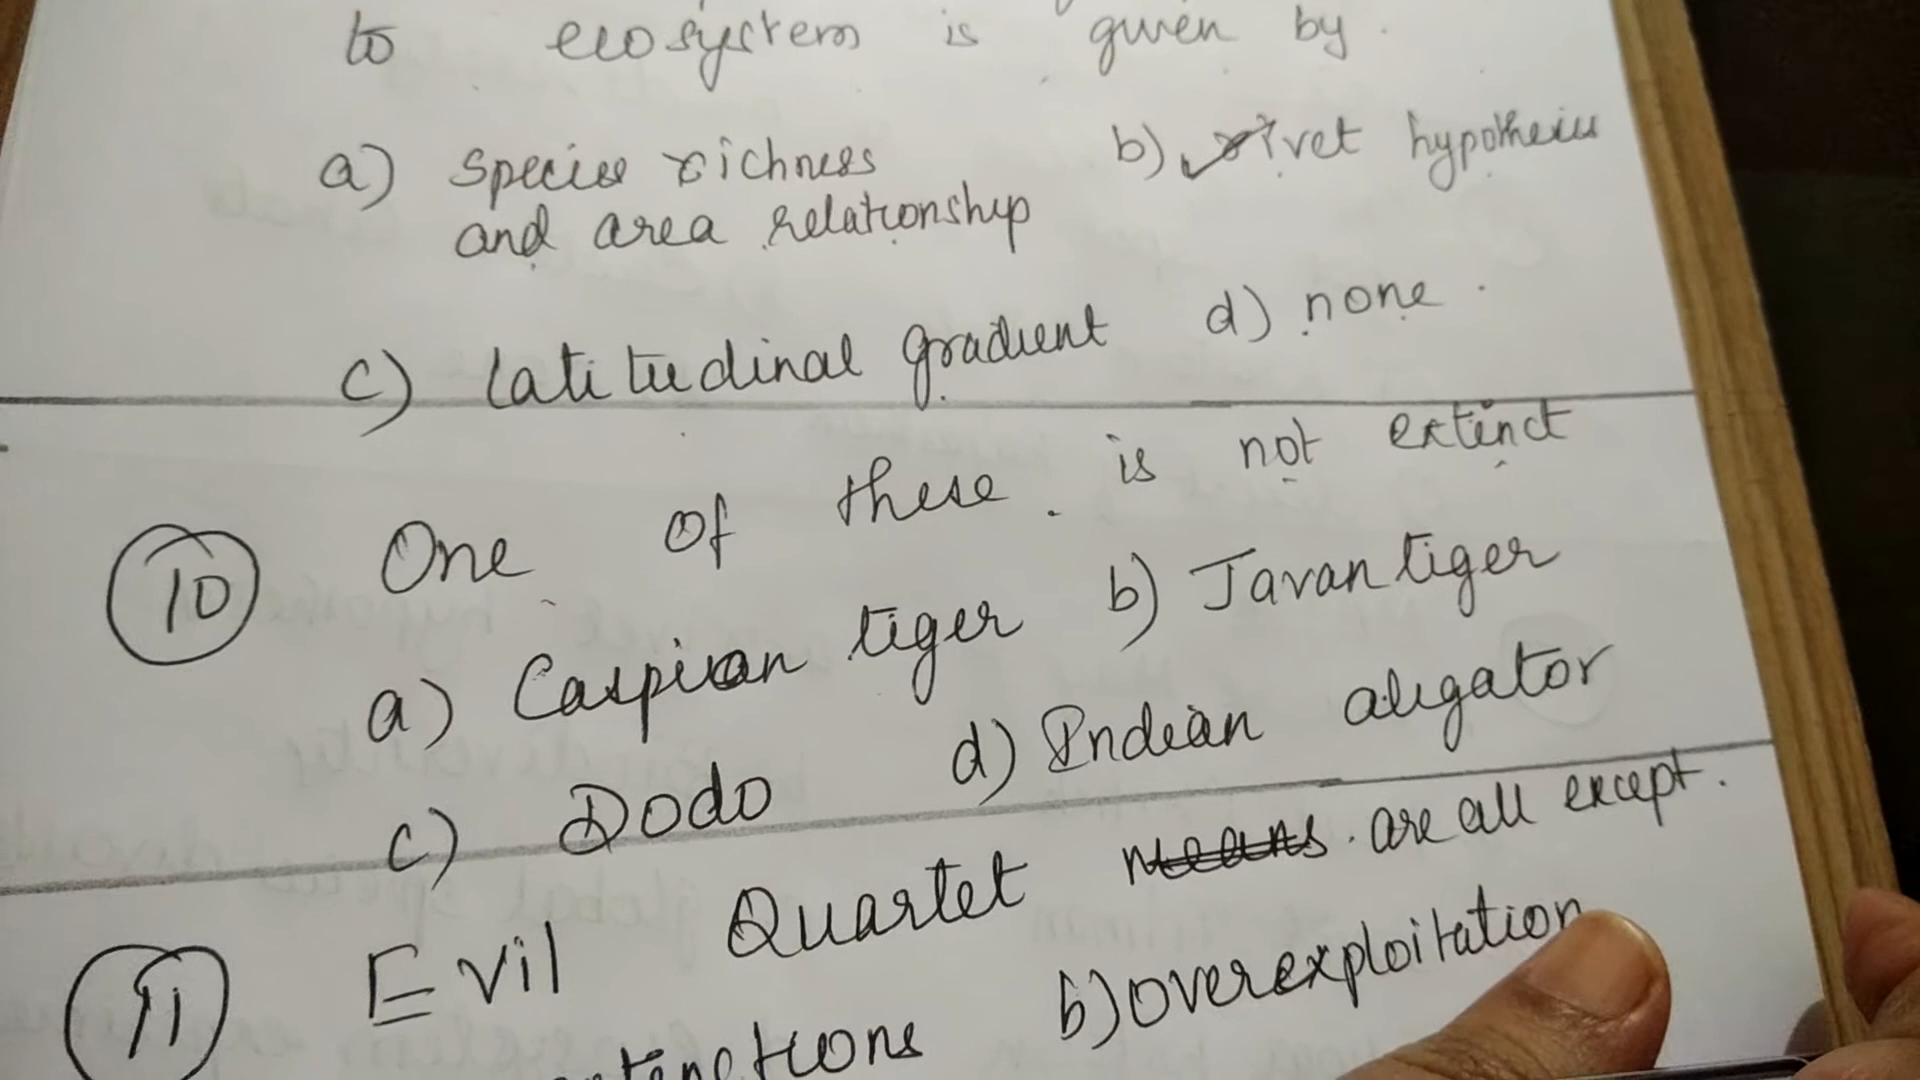 to ecosystem is given by.
a) Species richness b) rivet hypothesis
and area relationship
c) Latitudinal gradient d) none.
10 One of these is not extinct
a) Caspian tiger b) Javan tiger
c) Dodo d) Indian aligator
11 Evil Quartet means are all except.
b) overexploitation